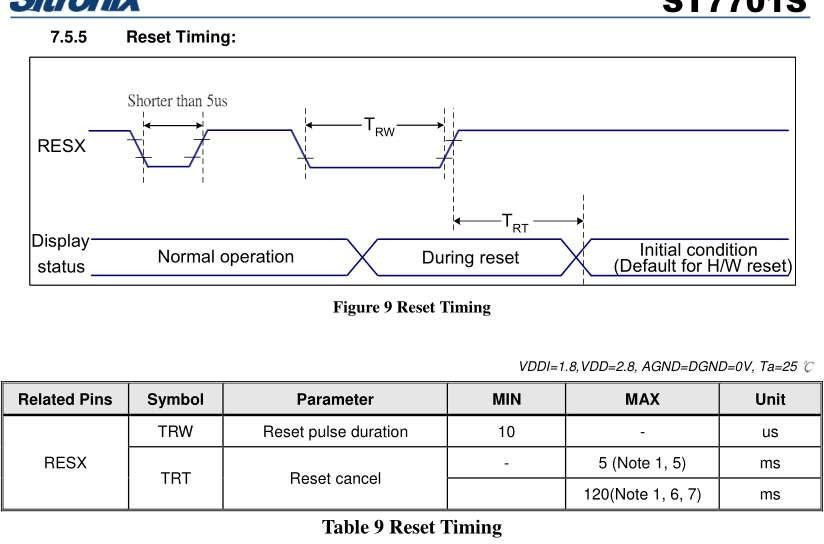 Sitronix ST7701S
7.5.5 Reset Timing:
Shorter than 5us
TRW
RESX
TRT
Display
status
Normal operation
During reset
Initial condition
(Default for H/W reset)
Figure 9 Reset Timing
VDDI=1.8,VDD=2.8, AGND=DGND=0V, Ta=25 ℃
Related Pins Symbol Parameter MIN MAX Unit
RESX
TRW Reset pulse duration 10 - us
TRT Reset cancel
- 5 (Note 1, 5) ms
120(Note 1, 6, 7) ms
Table 9 Reset Timing